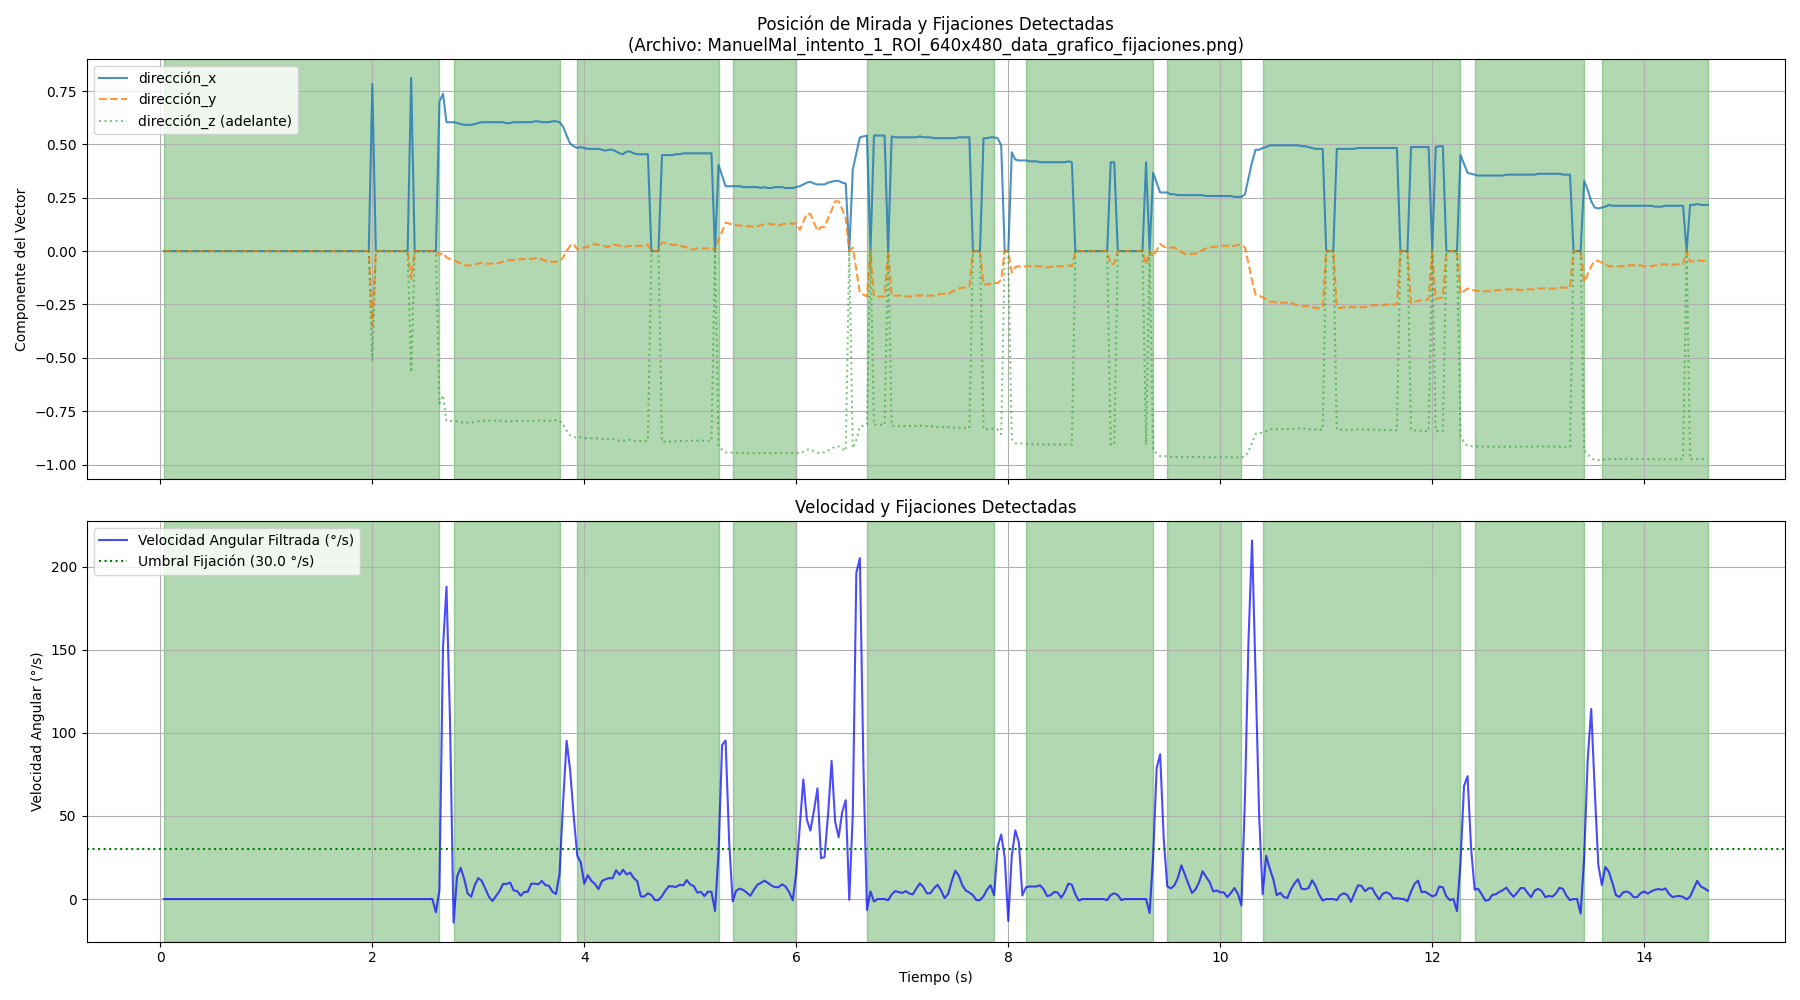 Posición de Mirada y Fijaciones Detectadas
(Archivo: ManuelMal_intento_1_ROI_640x480_data_grafico_fijaciones.png)
dirección_x
dirección_y
dirección_z (adelante)
Componente del Vector
0.75
0.50
0.25
0.00
−0.25
−0.50
−0.75
−1.00
Velocidad y Fijaciones Detectadas
Velocidad Angular Filtrada (°/s)
Umbral Fijación (30.0 °/s)
Velocidad Angular (°/s)
200
150
100
50
0
0 2 4 6 8 10 12 14
Tiempo (s)